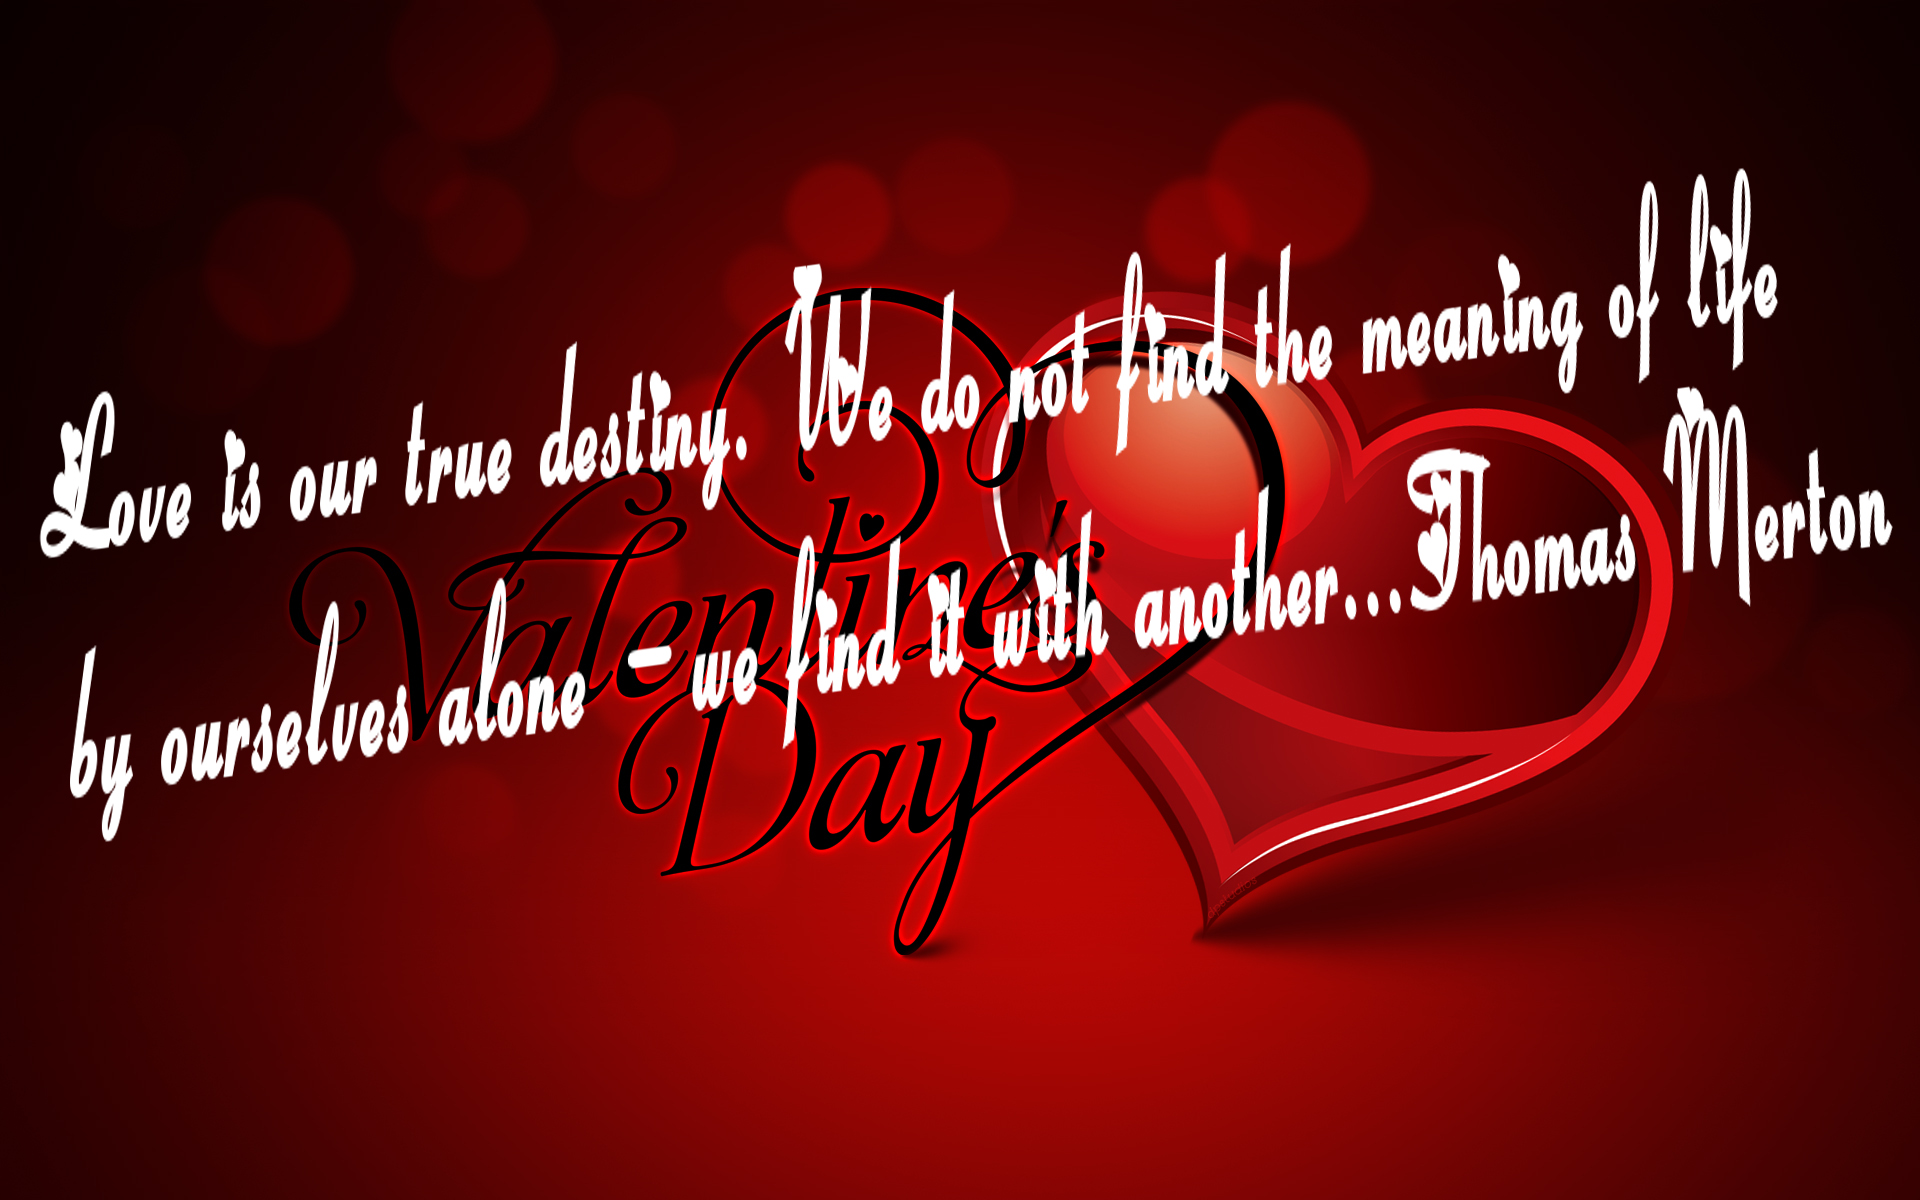 Love is our true destiny. We do not find the meaning of life
by ourselves alone - we find it with another...Thomas Merton
Valentine's
Day